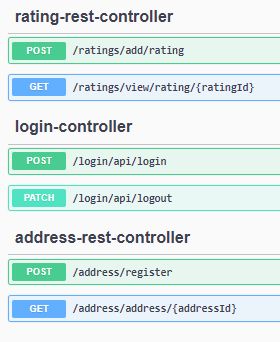 rating-rest-controller
POST /ratings/add/rating
GET /ratings/view/rating/{ratingId}
login-controller
POST /login/api/login
PATCH /login/api/logout
address-rest-controller
POST /address/register
GET /address/address/{addressId}